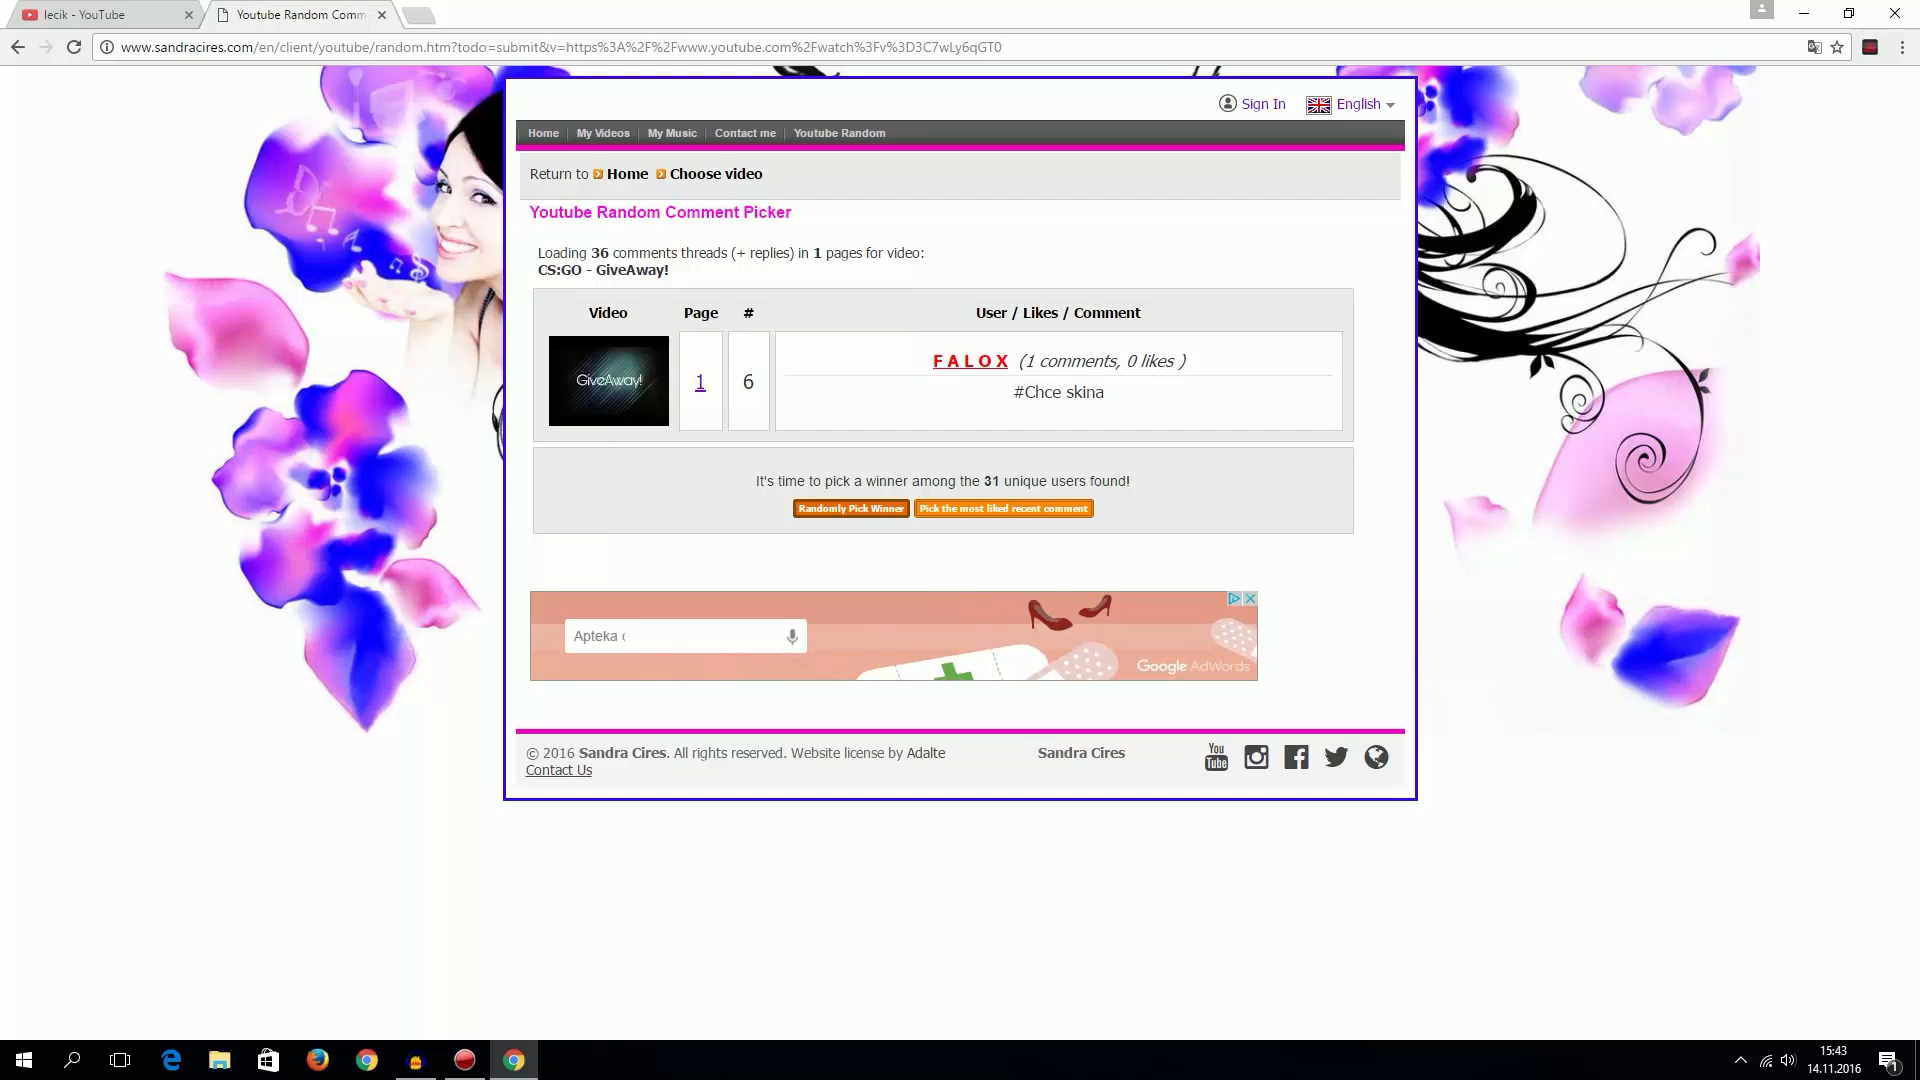 lecik - YouTube
Youtube Random Comm
www.sandracires.com/en/client/youtube/random.htm?todo=submit&v=https%3A%2F%2Fwww.youtube.com%2Fwatch%3Fv%3D3C7wLy6qGT0
Sign In English
Home My Videos My Music Contact me Youtube Random
Return to Home Choose video
Youtube Random Comment Picker
Loading 36 comments threads (+ replies) in 1 pages for video:
CS:GO - GiveAway!
Video Page # User / Likes / Comment
GiveAway!
1
6
F A L O X (1 comments, 0 likes )
#Chce skina
It's time to pick a winner among the 31 unique users found!
Randomly Pick Winner Pick the most liked recent comment
Apteka c
Google AdWords
© 2016 Sandra Cires. All rights reserved. Website license by Adalte
Contact Us
Sandra Cires
You
Tube
15:43
14.11.2016
1